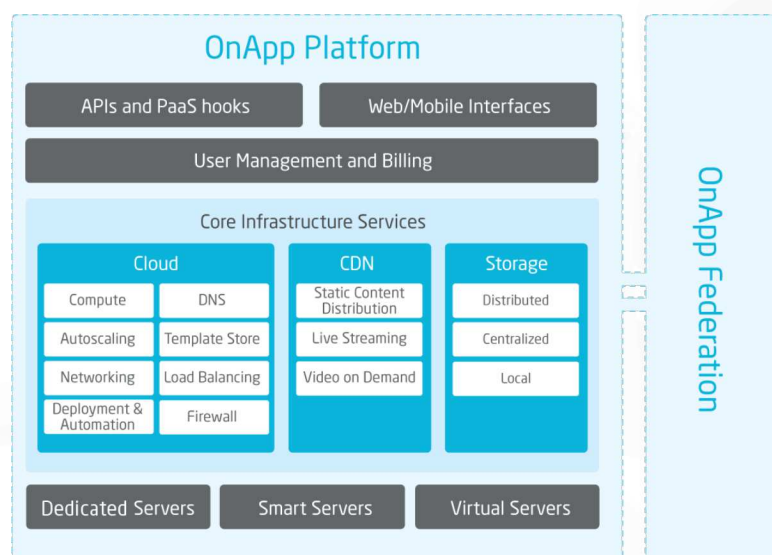 OnApp Platform
APIs and PaaS hooks
Web/Mobile Interfaces
User Management and Billing
Core Infrastructure Services
Cloud
Compute
DNS
Autoscaling
Template Store
Networking
Load Balancing
Deployment &
Automation
Firewall
CDN
Static Content
Distribution
Live Streaming
Video on Demand
Storage
Distributed
Centralized
Local
Dedicated Servers
Smart Servers
Virtual Servers
OnApp Federation